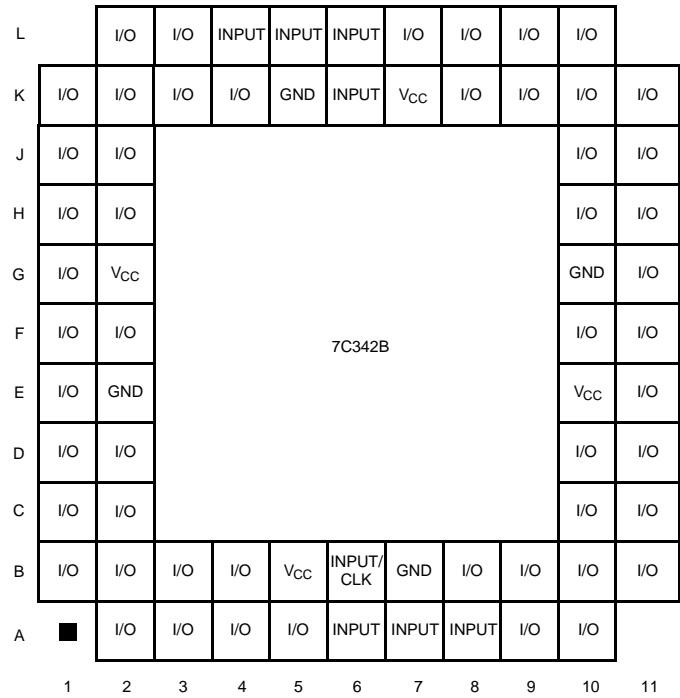 L I/O I/O INPUT INPUT INPUT I/O I/O I/O I/O
K I/O I/O I/O I/O GND INPUT VCC I/O I/O I/O I/O
J I/O I/O I/O I/O
H I/O I/O I/O I/O
G I/O VCC GND I/O
F I/O I/O 7C342B I/O I/O
E I/O GND VCC I/O
D I/O I/O I/O I/O
C I/O I/O I/O I/O
B I/O I/O I/O I/O VCC INPUT/ CLK GND I/O I/O I/O I/O
A I/O I/O I/O I/O INPUT INPUT INPUT I/O I/O
1 2 3 4 5 6 7 8 9 10 11